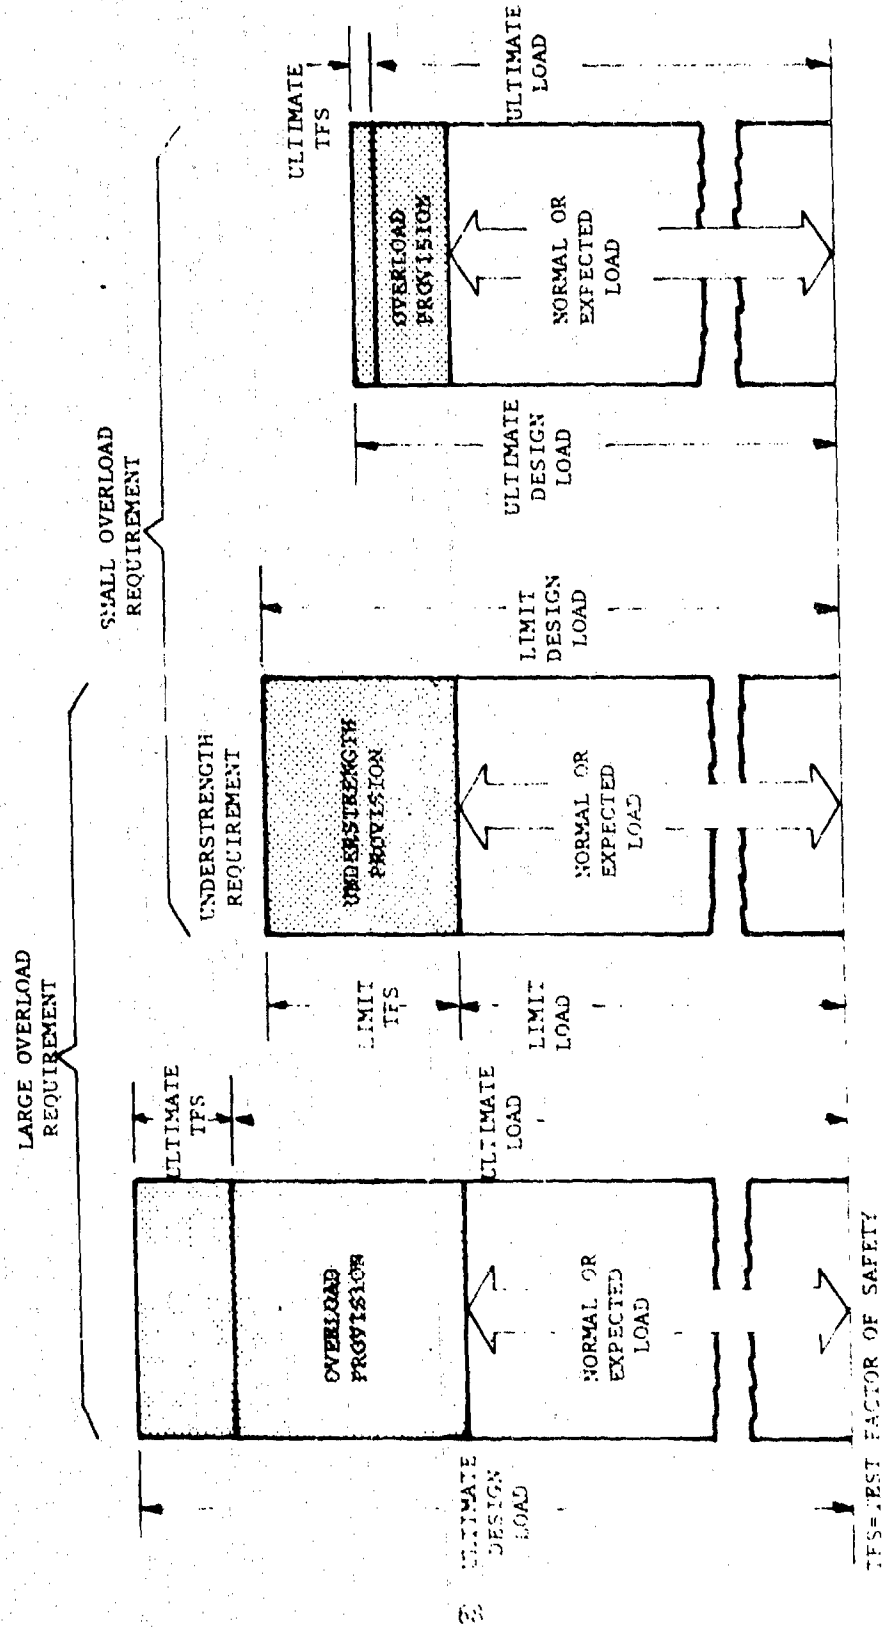 LARGE OVERLOAD
REQUIREMENT
SMALL OVERLOAD
REQUIREMENT
UNDERSTRENGTH
REQUIREMENT
ULTIMATE
DESIGN
LOAD
OVERLOAD
PROVISION
NORMAL OR
EXPECTED
LOAD
ULTIMATE
TFS
ULTIMATE
LOAD
LIMIT
TFS
LIMIT
LOAD
UNDERSTRENGTH
PROVISION
NORMAL OR
EXPECTED
LOAD
LIMIT
DESIGN
LOAD
ULTIMATE
DESIGN
LOAD
OVERLOAD
PROVISION
NORMAL OR
EXPECTED
LOAD
ULTIMATE
TFS
ULTIMATE
LOAD
TFS=TEST FACTOR OF SAFETY